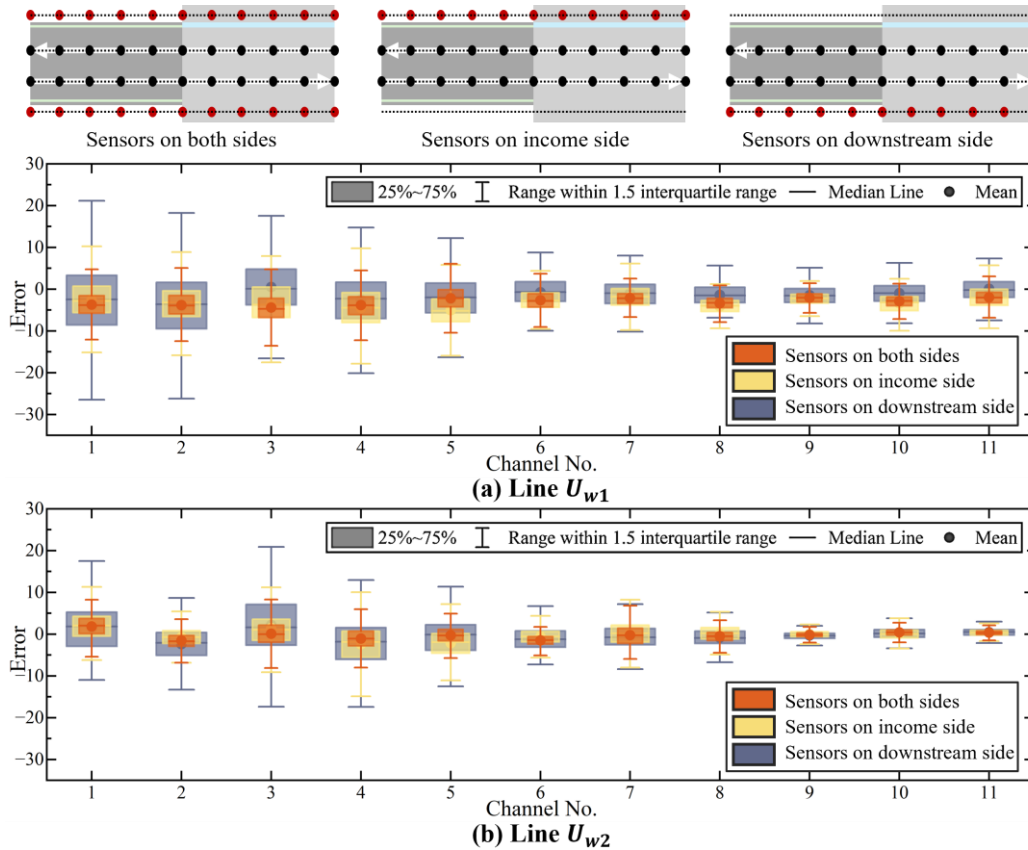 Sensors on both sides
Sensors on income side
Sensors on downstream side
30
20
10
0
−10
−20
−30
Error
25%~75%
Range within 1.5 interquartile range
Median Line
Mean
Sensors on both sides
Sensors on income side
Sensors on downstream side
1 2 3 4 5 6 7 8 9 10 11
Channel No.
(a) Line U_w1
30
20
10
0
−10
−20
−30
Error
25%~75%
Range within 1.5 interquartile range
Median Line
Mean
Sensors on both sides
Sensors on income side
Sensors on downstream side
1 2 3 4 5 6 7 8 9 10 11
Channel No.
(b) Line U_w2